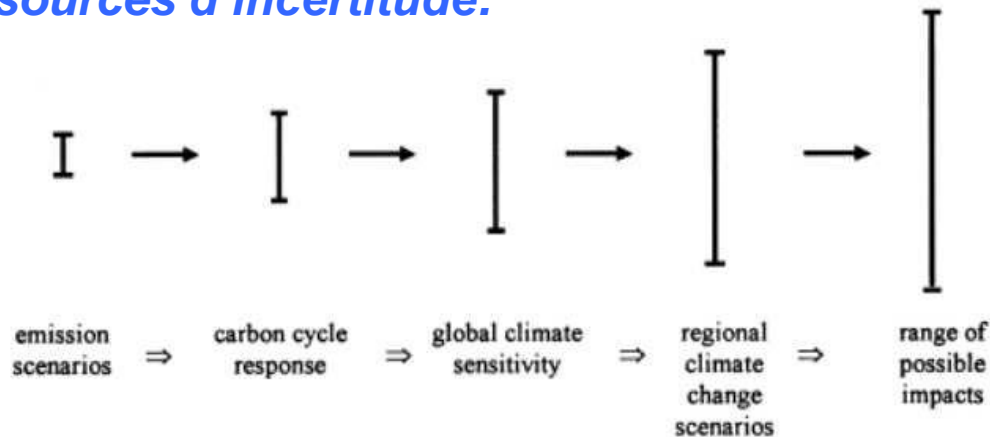 sources d'incertitude.
emission
scenarios
⇒
carbon cycle
response
⇒
global climate
sensitivity
⇒
regional
climate
change
scenarios
⇒
range of
possible
impacts